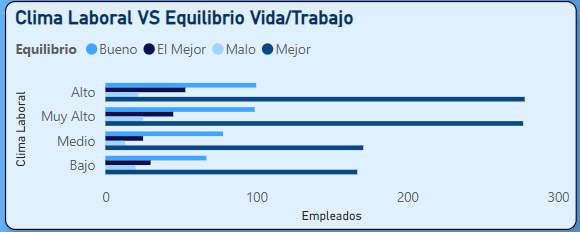 Clima Laboral VS Equilibrio Vida/Trabajo
Equilibrio Bueno El Mejor Malo Mejor
Clima Laboral
Alto
Muy Alto
Medio
Bajo
0 100 200 300
Empleados